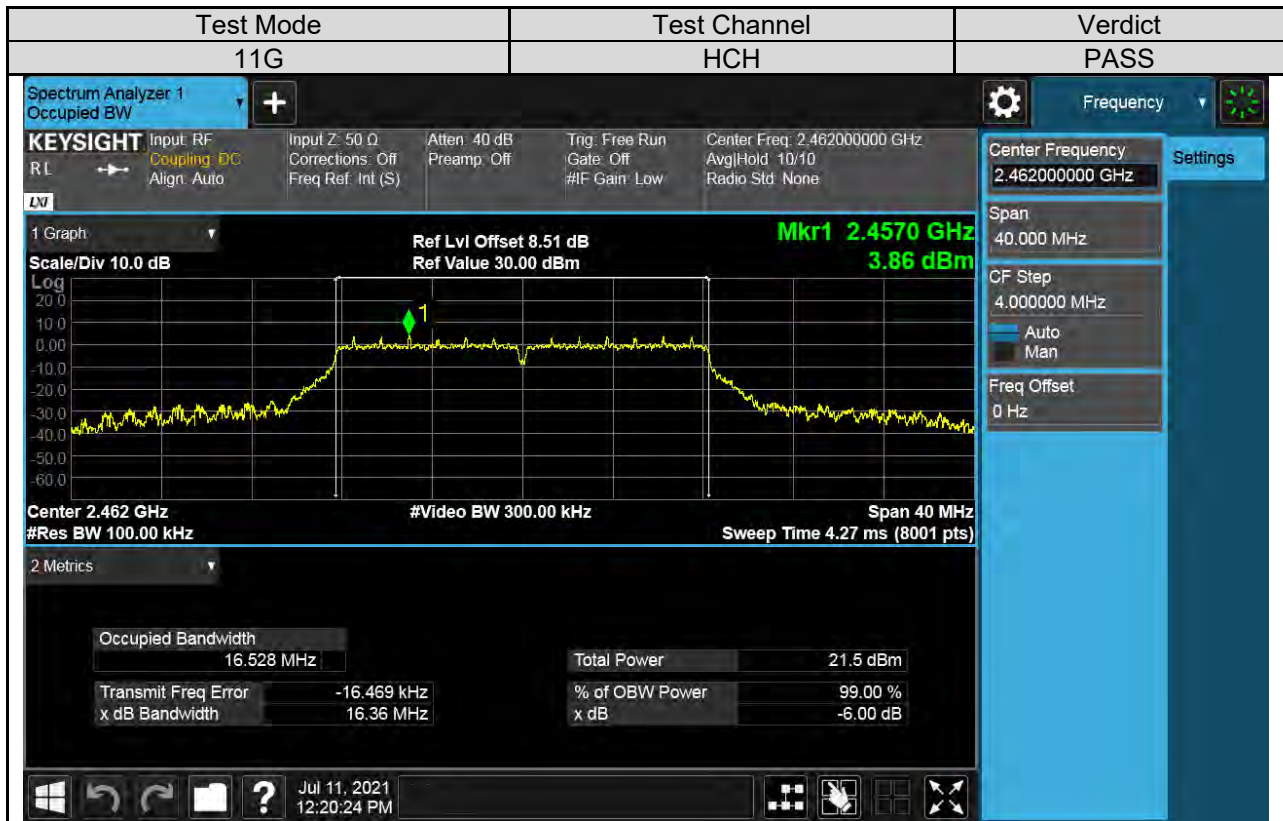 Test Mode Test Channel Verdict
11G HCH PASS
Spectrum Analyzer 1
Occupied BW
+
Frequency
KEYSIGHT
RL
LXI
Input: RF
Coupling: DC
Align: Auto
Input Z: 50 Ω
Corrections: Off
Freq Ref: Int (S)
Atten: 40 dB
Preamp: Off
Trig: Free Run
Gate: Off
#IF Gain: Low
Center Freq: 2.462000000 GHz
Avg|Hold: 10/10
Radio Std: None
Center Frequency
2.462000000 GHz
Settings
Span
40.000 MHz
CF Step
4.000000 MHz
Auto
Man
Freq Offset
0 Hz
1 Graph
Scale/Div 10.0 dB
Ref Lvl Offset 8.51 dB
Ref Value 30.00 dBm
Mkr1 2.4570 GHz
3.86 dBm
Log
20.0
10.0
0.00
-10.0
-20.0
-30.0
-40.0
-50.0
-60.0
1
Center 2.462 GHz
#Res BW 100.00 kHz
#Video BW 300.00 kHz
Span 40 MHz
Sweep Time 4.27 ms (8001 pts)
2 Metrics
Occupied Bandwidth
16.528 MHz
Total Power 21.5 dBm
Transmit Freq Error -16.469 kHz
% of OBW Power 99.00 %
x dB Bandwidth 16.36 MHz
x dB -6.00 dB
?
Jul 11, 2021
12:20:24 PM